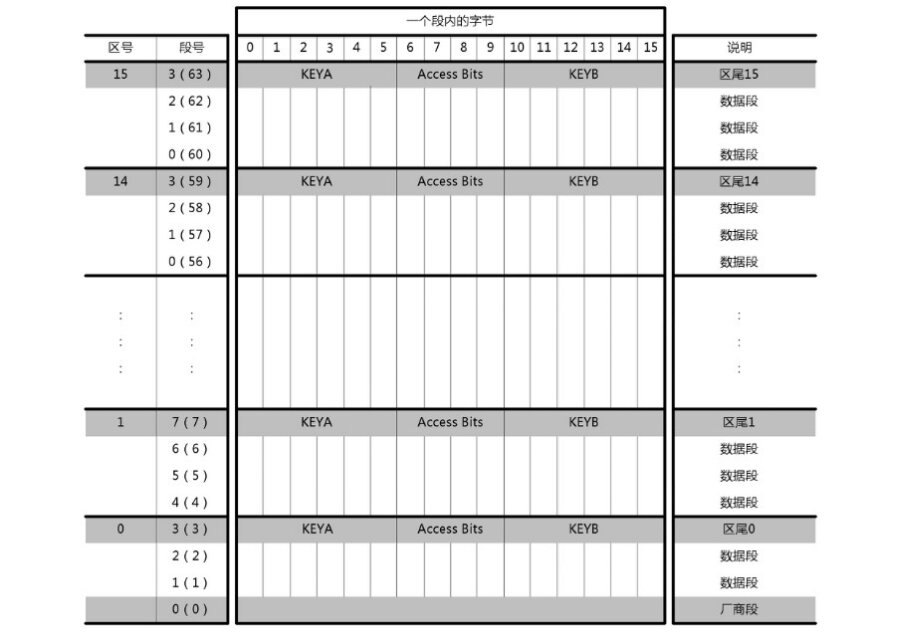 一个段内的字节
区号 段号 0 1 2 3 4 5 6 7 8 9 10 11 12 13 14 15 说明
15 3(63) KEYA Access Bits KEYB 区尾15
2(62) 数据段
1(61) 数据段
0(60) 数据段
14 3(59) KEYA Access Bits KEYB 区尾14
2(58) 数据段
1(57) 数据段
0(56) 数据段
: : :
: : :
: : :
1 7(7) KEYA Access Bits KEYB 区尾1
6(6) 数据段
5(5) 数据段
4(4) 数据段
0 3(3) KEYA Access Bits KEYB 区尾0
2(2) 数据段
1(1) 数据段
0(0) 厂商段